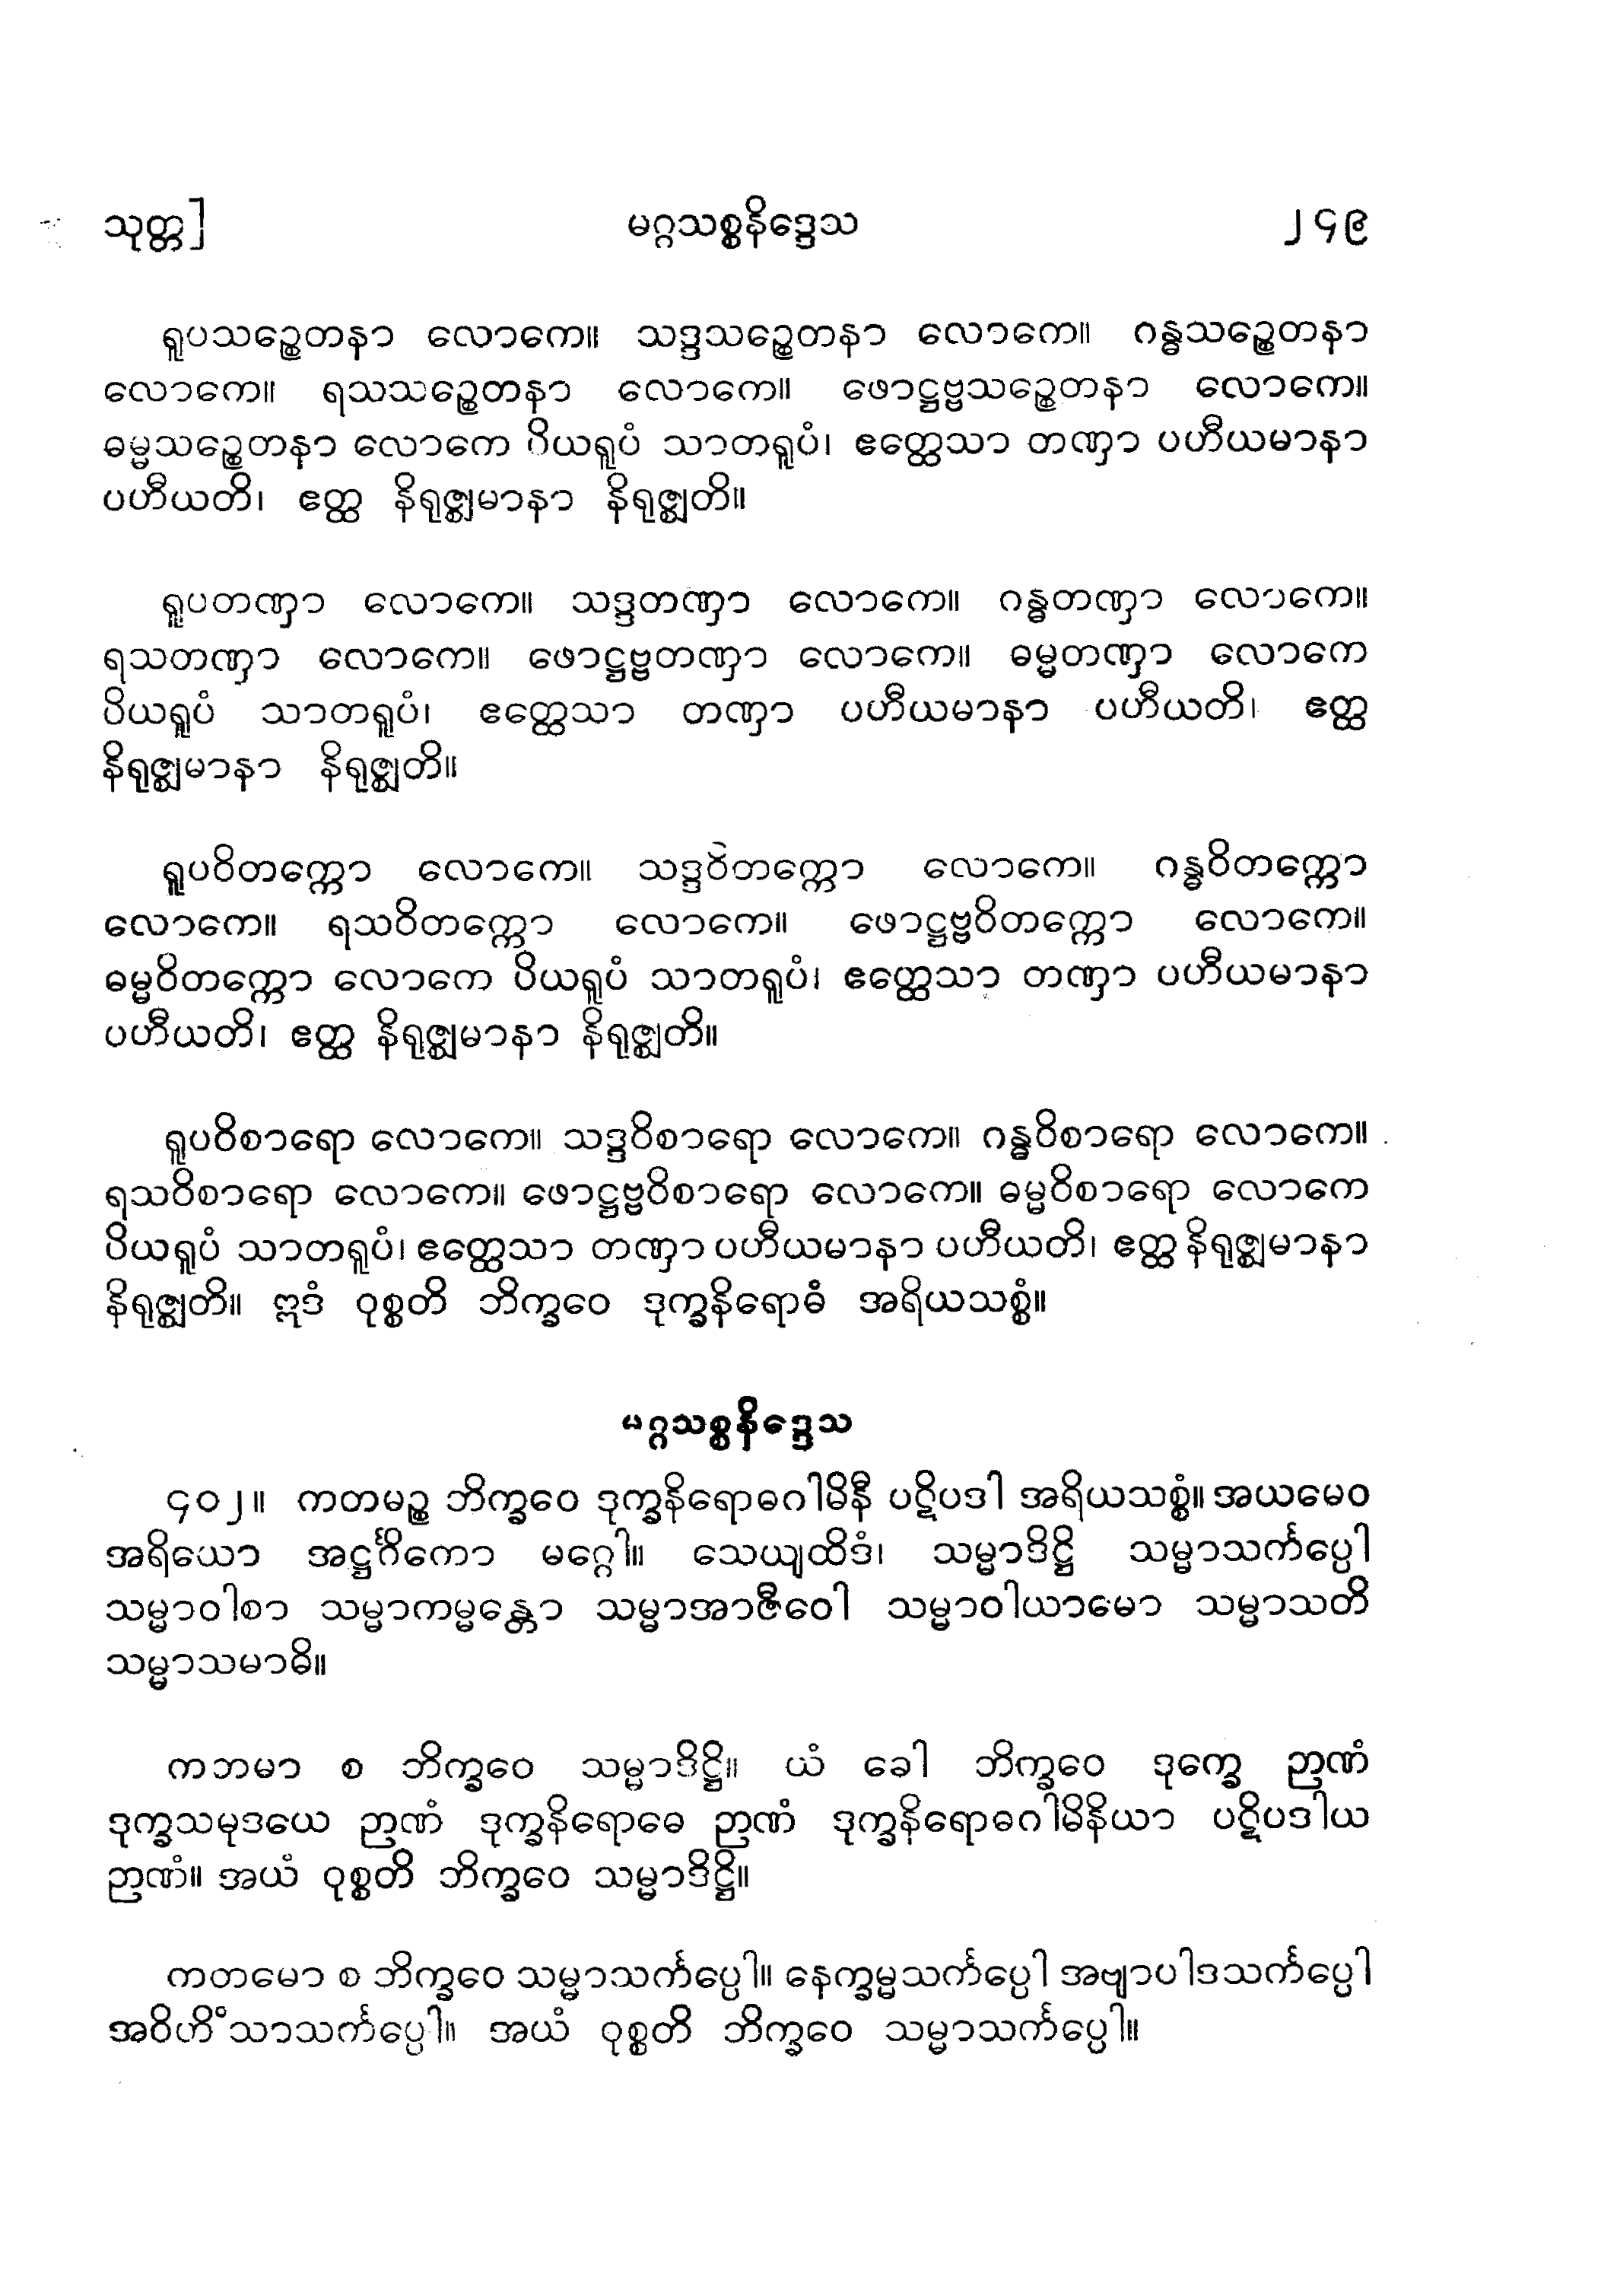 သုတ္တ] မဂ္ဂသစ္စနိဒ္ဒေသ ၂၄၉
ရူပသဉ္စေတနာ လောကေ။ သဒ္ဒသဉ္စေတနာ လောကေ။ ဂန္ဓသဉ္စေတနာ
လောကေ။ ရသသဉ္စေတနာ လောကေ။ ဖောဋ္ဌဗ္ဗသဉ္စေတနာ လောကေ။
ဓမ္မသဉ္စေတနာ လောကေ ပိယရူပံ သာတရူပံ၊ ဧတ္ထေသာ တဏှာ ပဟီယမာနာ
ပဟီယတိ၊ ဧတ္ထ နိရုဇ္ဈမာနာ နိရုဇ္ဈတိ။
ရူပတဏှာ လောကေ။ သဒ္ဒတဏှာ လောကေ။ ဂန္ဓတဏှာ လောကေ။
ရသတဏှာ လောကေ။ ဖောဋ္ဌဗ္ဗတဏှာ လောကေ။ ဓမ္မတဏှာ လောကေ
ပိယရူပံ သာတရူပံ၊ ဧတ္ထေသာ တဏှာ ပဟီယမာနာ ပဟီယတိ၊ ဧတ္ထ
နိရုဇ္ဈမာနာ နိရုဇ္ဈတိ။
ရူပဝိတက္ကော လောကေ။ သဒ္ဒဝိတက္ကော လောကေ။ ဂန္ဓဝိတက္ကော
လောကေ။ ရသဝိတက္ကော လောကေ။ ဖောဋ္ဌဗ္ဗဝိတက္ကော လောကေ။
ဓမ္မဝိတက္ကော လောကေ ပိယရူပံ သာတရူပံ၊ ဧတ္ထေသာ တဏှာ ပဟီယမာနာ
ပဟီယတိ၊ ဧတ္ထ နိရုဇ္ဈမာနာ နိရုဇ္ဈတိ။
ရူပဝိစာရော လောကေ။ သဒ္ဒဝိစာရော လောကေ။ ဂန္ဓဝိစာရော လောကေ။
ရသဝိစာရော လောကေ။ ဖောဋ္ဌဗ္ဗဝိစာရော လောကေ။ ဓမ္မဝိစာရော လောကေ
ပိယရူပံ သာတရူပံ၊ ဧတ္ထေသာ တဏှာ ပဟီယမာနာ ပဟီယတိ၊ ဧတ္ထ နိရုဇ္ဈမာနာ
နိရုဇ္ဈတိ။ ဣဒံ ဝုစ္စတိ ဘိက္ခဝေ ဒုက္ခနိရောဓံ အရိယသစ္စံ။
မဂ္ဂသစ္စနိဒ္ဒေသ
၄၀၂။ ကတမဉ္စ ဘိက္ခဝေ ဒုက္ခနိရောဓဂါမိနီ ပဋိပဒါ အရိယသစ္စံ။ အယမေဝ
အရိယော အဋ္ဌင်္ဂိကော မဂ္ဂေါ။ သေယျထိဒံ၊ သမ္မာဒိဋ္ဌိ သမ္မာသင်္ကပ္ပေါ
သမ္မာဝါစာ သမ္မာကမ္မန္တော သမ္မာအာဇီဝေါ သမ္မာဝါယာမော သမ္မာသတိ
သမ္မာသမာဓိ။
ကဘမာ စ ဘိက္ခဝေ သမ္မာဒိဋ္ဌိ။ ယံ ခေါ ဘိက္ခဝေ ဒုက္ခေ ဉာဏံ
ဒုက္ခသမုဒယေ ဉာဏံ ဒုက္ခနိရောဓေ ဉာဏံ ဒုက္ခနိရောဓဂါမိနိယာ ပဋိပဒါယ
ဉာဏံ။ အယံ ဝုစ္စတိ ဘိက္ခဝေ သမ္မာဒိဋ္ဌိ။
ကတမော စ ဘိက္ခဝေ သမ္မာသင်္ကပ္ပေါ။ နေက္ခမ္မသင်္ကပ္ပေါ အဗျာပါဒသင်္ကပ္ပေါ
အဝိဟိံသာသင်္ကပ္ပေါ။ အယံ ဝုစ္စတိ ဘိက္ခဝေ သမ္မာသင်္ကပ္ပေါ။